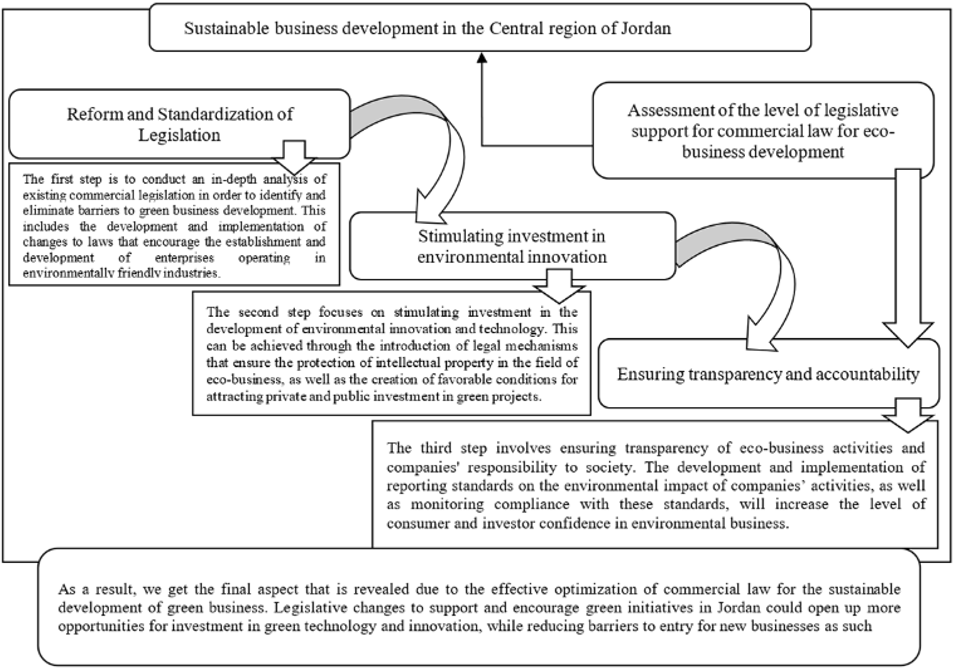 Sustainable business development in the Central region of Jordan
Reform and Standardization of
Legislation
Assessment of the level of legislative
support for commercial law for eco-
business development
The first step is to conduct an in-depth analysis of
existing commercial legislation in order to identify and
eliminate barriers to green business development. This
includes the development and implementation of
changes to laws that encourage the establishment and
development of enterprises operating in
environmentally friendly industries.
Stimulating investment in
environmental innovation
The second step focuses on stimulating investment in the
development of environmental innovation and technology. This
can be achieved through the introduction of legal mechanisms
that ensure the protection of intellectual property in the field of
eco-business, as well as the creation of favorable conditions for
attracting private and public investment in green projects.
Ensuring transparency and accountability
The third step involves ensuring transparency of eco-business activities and
companies' responsibility to society. The development and implementation of
reporting standards on the environmental impact of companies’ activities, as well
as monitoring compliance with these standards, will increase the level of
consumer and investor confidence in environmental business.
As a result, we get the final aspect that is revealed due to the effective optimization of commercial law for the sustainable
development of green business. Legislative changes to support and encourage green initiatives in Jordan could open up more
opportunities for investment in green technology and innovation, while reducing barriers to entry for new businesses as such